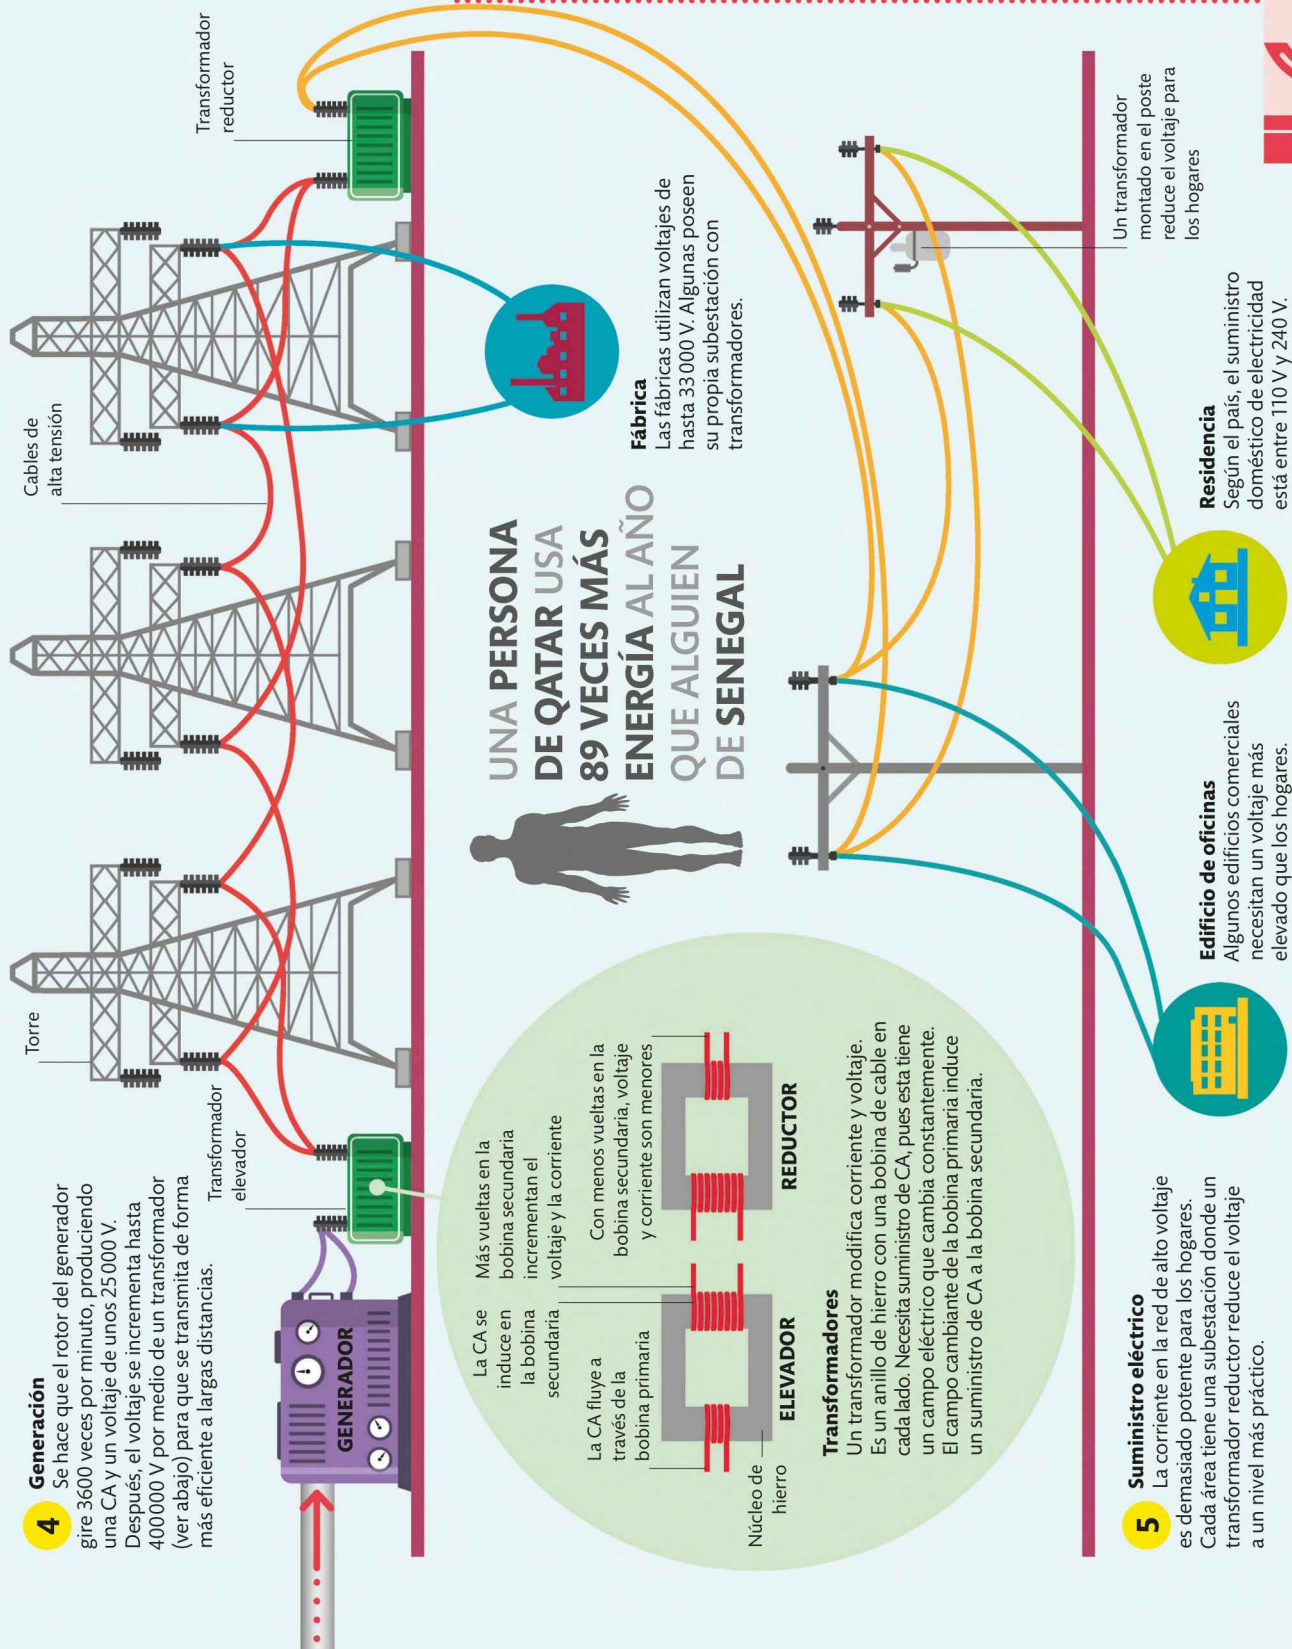 4
Generación
Se hace que el rotor del generador
gire 3600 veces por minuto, produciendo
una CA y un voltaje de unos 25 000 V.
Después, el voltaje se incrementa hasta
400 000 V por medio de un transformador
(ver abajo) para que se transmita de forma
más eficiente a largas distancias.
GENERADOR
Transformador
elevador
Torre
Cables de
alta tensión
Transformador
reductor
La CA fluye a
través de la
bobina primaria
La CA se
induce en
la bobina
secundaria
Más vueltas en la
bobina secundaria
incrementan el
voltaje y la corriente
Con menos vueltas en la
bobina secundaria, voltaje
y corriente son menores
Núcleo de
hierro
ELEVADOR
REDUCTOR
Transformadores
Un transformador modifica corriente y voltaje.
Es un anillo de hierro con una bobina de cable en
cada lado. Necesita suministro de CA, pues esta tiene
un campo eléctrico que cambia constantemente.
El campo cambiante de la bobina primaria induce
un suministro de CA a la bobina secundaria.
UNA PERSONA
DE QATAR USA
89 VECES MÁS
ENERGÍA AL AÑO
QUE ALGUIEN
DE SENEGAL
Fábrica
Las fábricas utilizan voltajes de
hasta 33 000 V. Algunas poseen
su propia subestación con
transformadores.
5
Suministro eléctrico
La corriente en la red de alto voltaje
es demasiado potente para los hogares.
Cada área tiene una subestación donde un
transformador reductor reduce el voltaje
a un nivel más práctico.
Edificio de oficinas
Algunos edificios comerciales
necesitan un voltaje más
elevado que los hogares.
Residencia
Según el país, el suministro
doméstico de electricidad
está entre 110 V y 240 V.
Un transformador
montado en el poste
reduce el voltaje para
los hogares